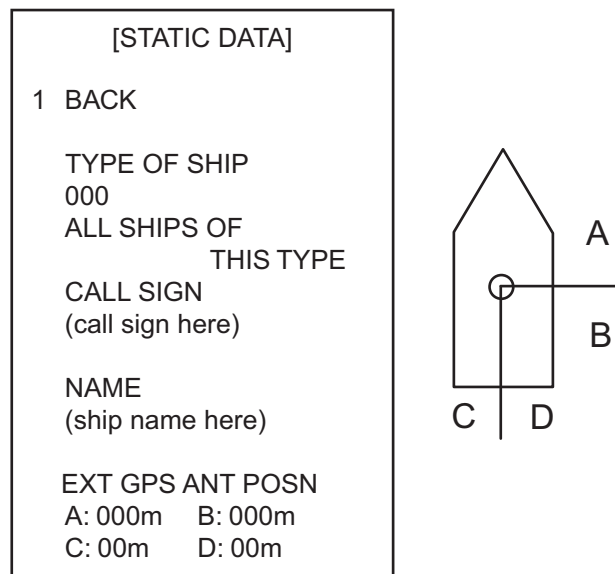 [STATIC DATA]
1 BACK
TYPE OF SHIP
000
ALL SHIPS OF
THIS TYPE
CALL SIGN
(call sign here)
NAME
(ship name here)
EXT GPS ANT POSN
A: 000m B: 000m
C: 00m D: 00m
A
B
C D